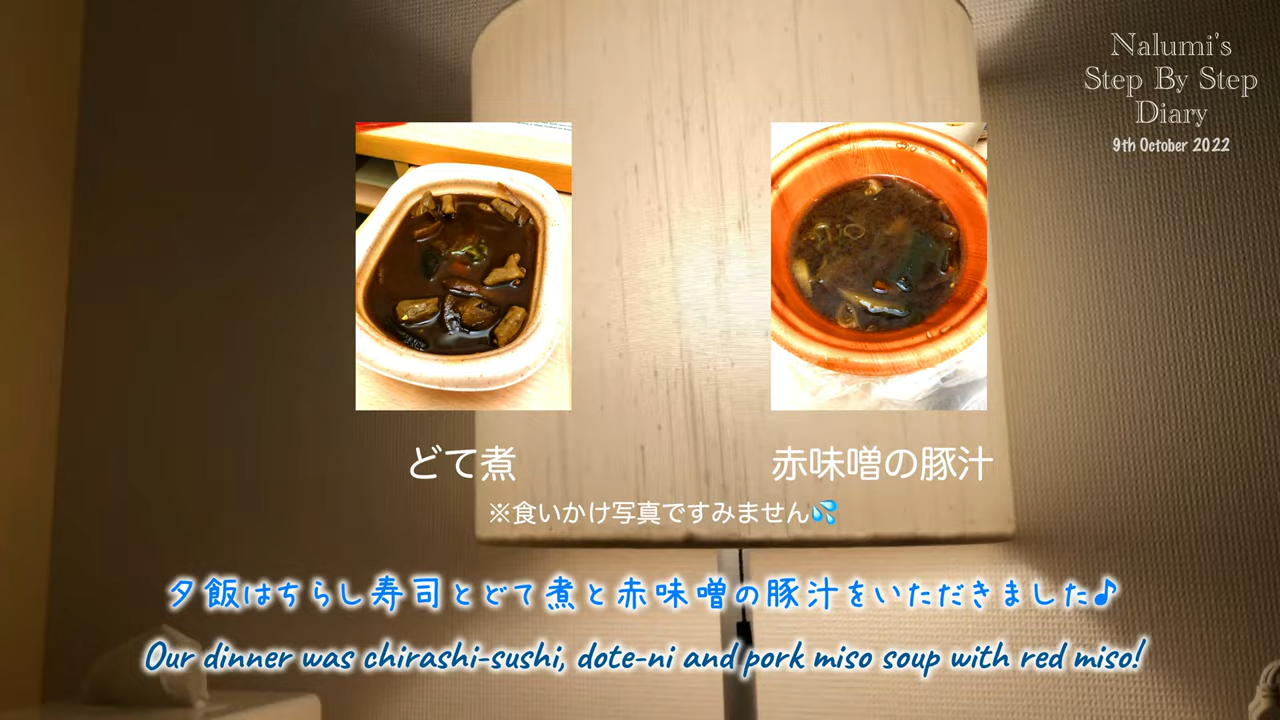 Nalumi's
Step By Step
Diary
9th October 2022
どて煮
赤味噌の豚汁
※食いかけ写真ですみません💦
夕飯はちらし寿司とどて煮と赤味噌の豚汁をいただきました♪
Our dinner was chirashi-sushi, dote-ni and pork miso soup with red miso!